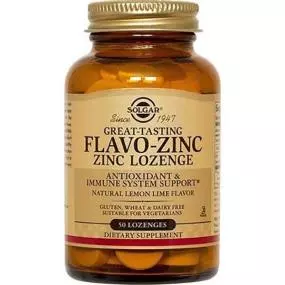 SOLGAR®
Since 1947
GREAT-TASTING
FLAVO-ZINC
ZINC LOZENGE
ANTIOXIDANT &
IMMUNE SYSTEM SUPPORT*
NATURAL LEMON LIME FLAVOR
GLUTEN, WHEAT & DAIRY FREE
SUITABLE FOR VEGETARIANS
50 LOZENGES
DIETARY SUPPLEMENT